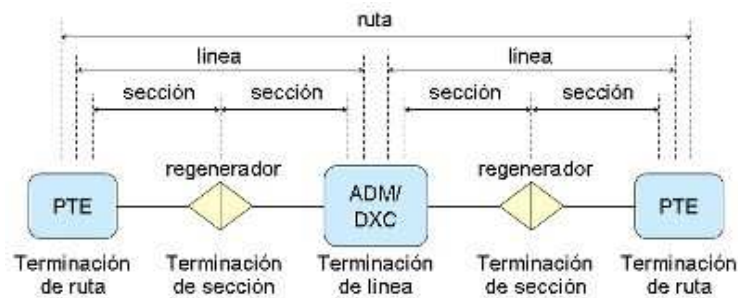 ruta
línea línea
sección sección sección sección
regenerador regenerador
PTE ADM/ PTE
DXC
Terminación Terminación Terminación Terminación Terminación
de ruta de sección de línea de sección de ruta